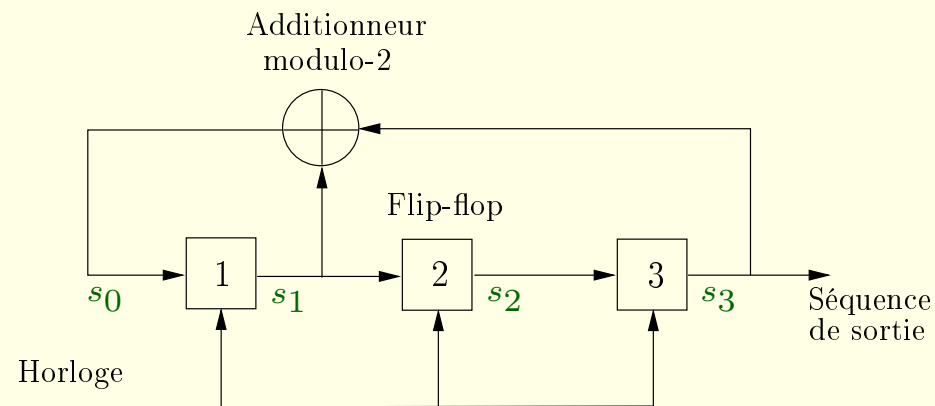 Additionneur
modulo-2
Flip-flop
1
2
3
s0
s1
s2
s3
Séquence
de sortie
Horloge